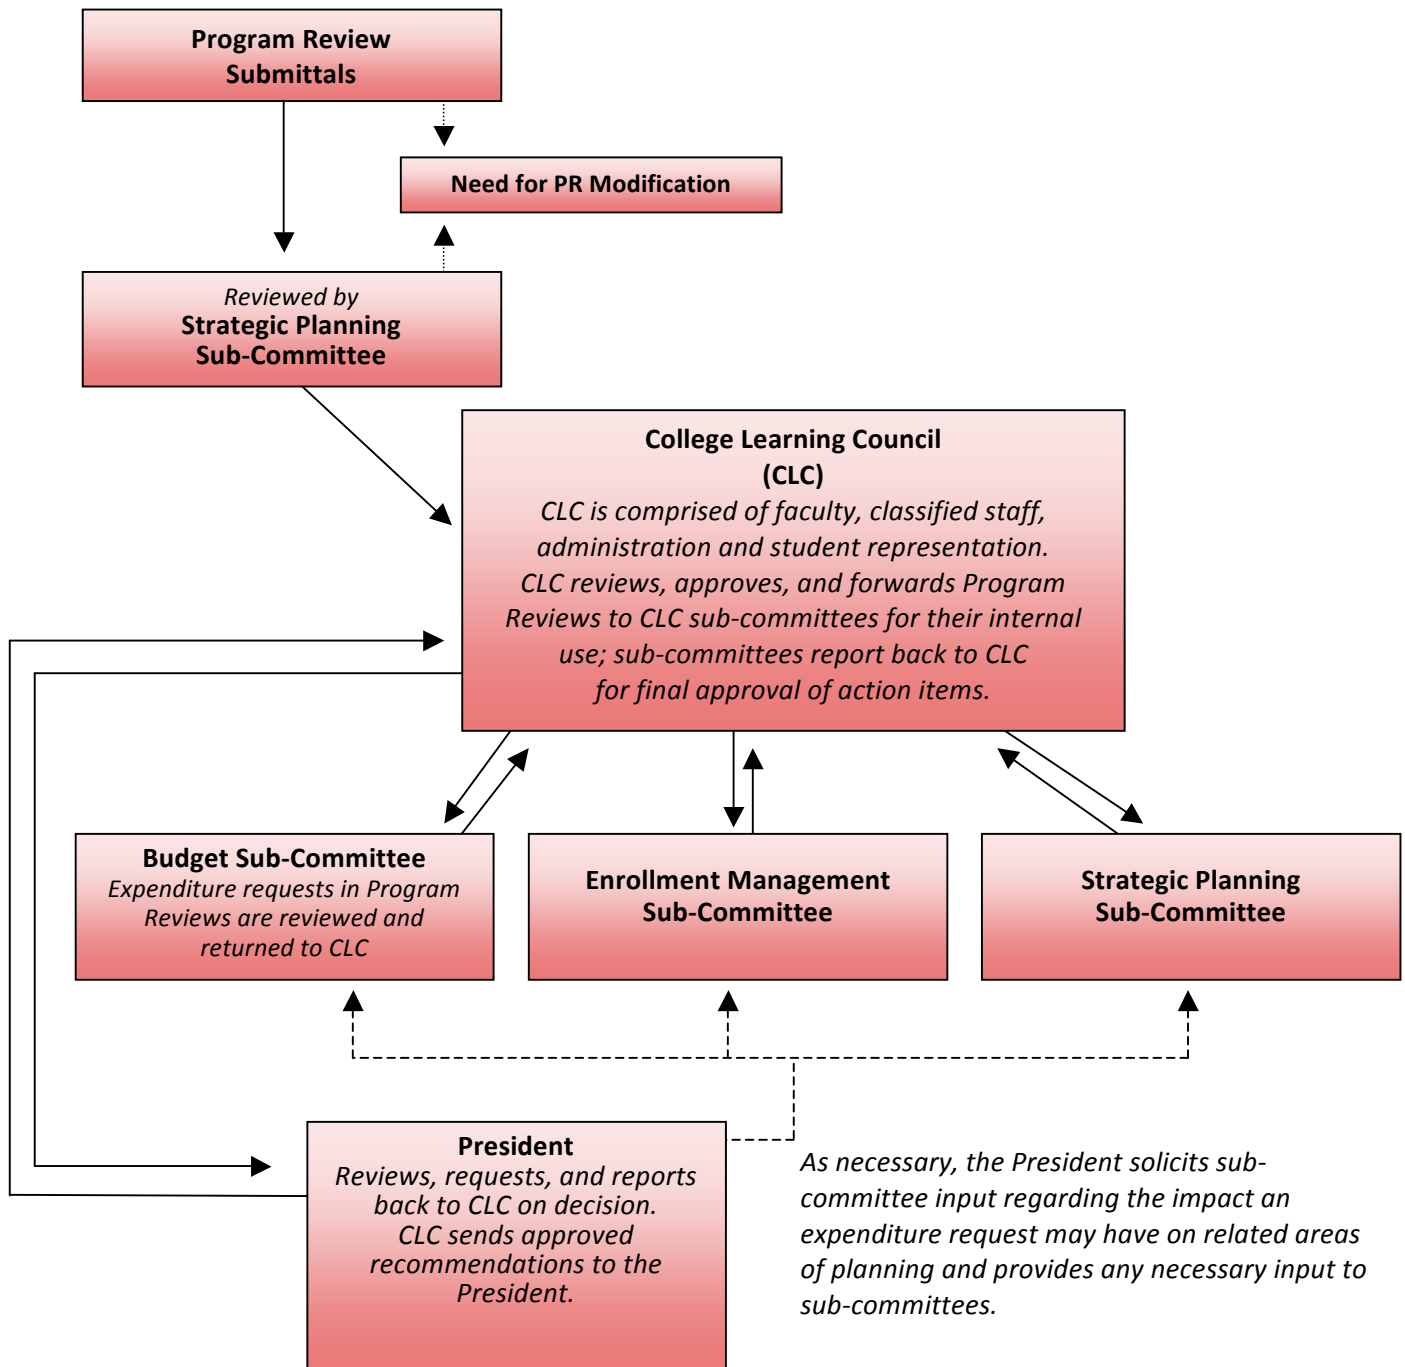 Program Review
Submittals
Need for PR Modification
Reviewed by
Strategic Planning
Sub-Committee
College Learning Council
(CLC)
CLC is comprised of faculty, classified staff,
administration and student representation.
CLC reviews, approves, and forwards Program
Reviews to CLC sub-committees for their internal
use; sub-committees report back to CLC
for final approval of action items.
Budget Sub-Committee
Expenditure requests in Program
Reviews are reviewed and
returned to CLC
Enrollment Management
Sub-Committee
Strategic Planning
Sub-Committee
President
Reviews, requests, and reports
back to CLC on decision.
CLC sends approved
recommendations to the
President.
As necessary, the President solicits sub-
committee input regarding the impact an
expenditure request may have on related areas
of planning and provides any necessary input to
sub-committees.